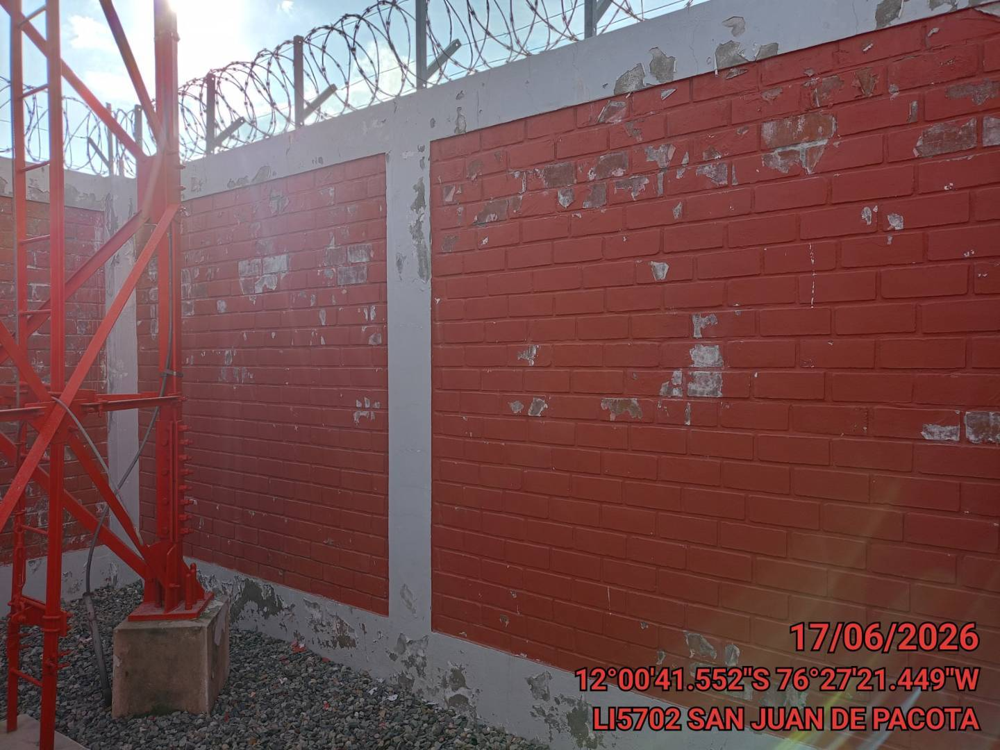 17/06/2026
12°00'41.552"S 76°27'21.449"W
LI5702 SAN JUAN DE PACOTA